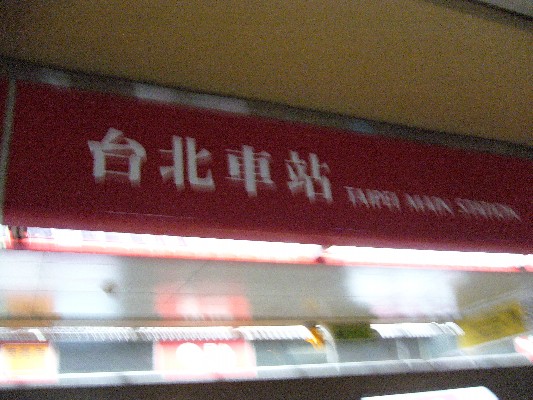 台北車站 TAIPEI MAIN STATION